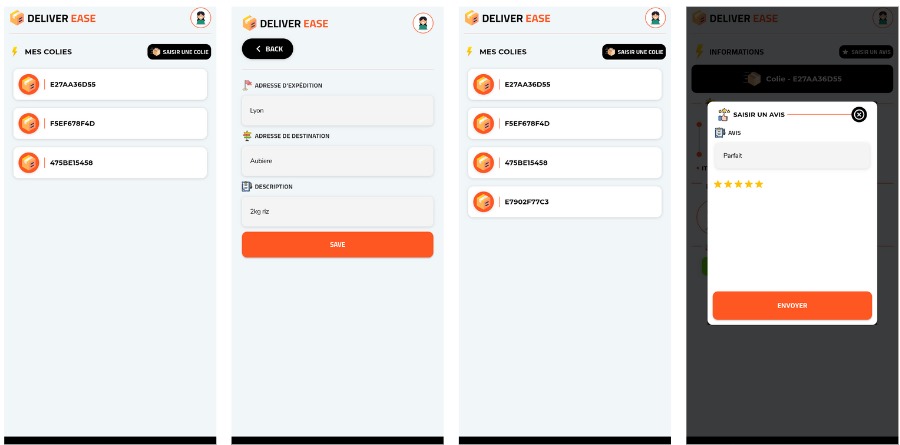 DELIVER EASE
MES COLIES
SAISIR UNE COLIE
E27AA36D55
F5EF678F4D
475BE15458
DELIVER EASE
BACK
ADRESSE D'EXPÉDITION
Lyon
ADRESSE DE DESTINATION
Aubiere
DESCRIPTION
2kg riz
SAVE
DELIVER EASE
MES COLIES
SAISIR UNE COLIE
E27AA36D55
F5EF678F4D
475BE15458
E7902F77C3
DELIVER EASE
INFORMATIONS
SAISIR UN AVIS
Colie - E27AA36D55
SAISIR UN AVIS
AVIS
Parfait
ENVOYER